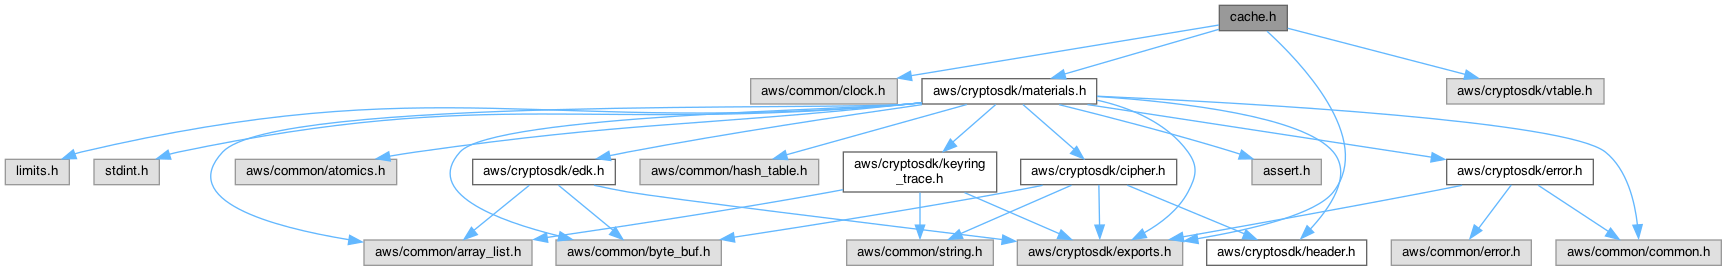 cache.h
aws/common/clock.h
aws/cryptosdk/materials.h
aws/cryptosdk/vtable.h
limits.h
stdint.h
aws/common/atomics.h
aws/cryptosdk/edk.h
aws/common/hash_table.h
aws/cryptosdk/keyring
_trace.h
aws/cryptosdk/cipher.h
assert.h
aws/cryptosdk/error.h
aws/common/array_list.h
aws/common/byte_buf.h
aws/common/string.h
aws/cryptosdk/exports.h
aws/cryptosdk/header.h
aws/common/error.h
aws/common/common.h